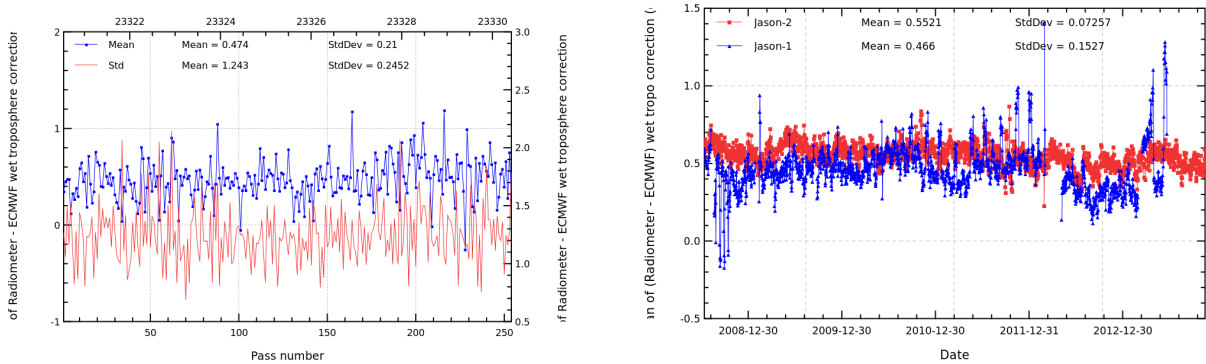 23322 23324 23326 23328 23330
2
1
0
-1
3.0
2.5
2.0
1.5
1.0
0.5
Mean Mean = 0.474 StdDev = 0.21
Std Mean = 1.243 StdDev = 0.2452
50 100 150 200 250
Pass number
of Radiometer - ECMWF wet troposphere correction
of Radiometer - ECMWF wet troposphere correction
1.5
1.0
0.5
0.0
-0.5
Jason-2 Mean = 0.5521 StdDev = 0.07257
Jason-1 Mean = 0.466 StdDev = 0.1527
2008-12-30 2009-12-30 2010-12-30 2011-12-31 2012-12-30
Date
an of (Radiometer - ECMWF) wet tropo correction (